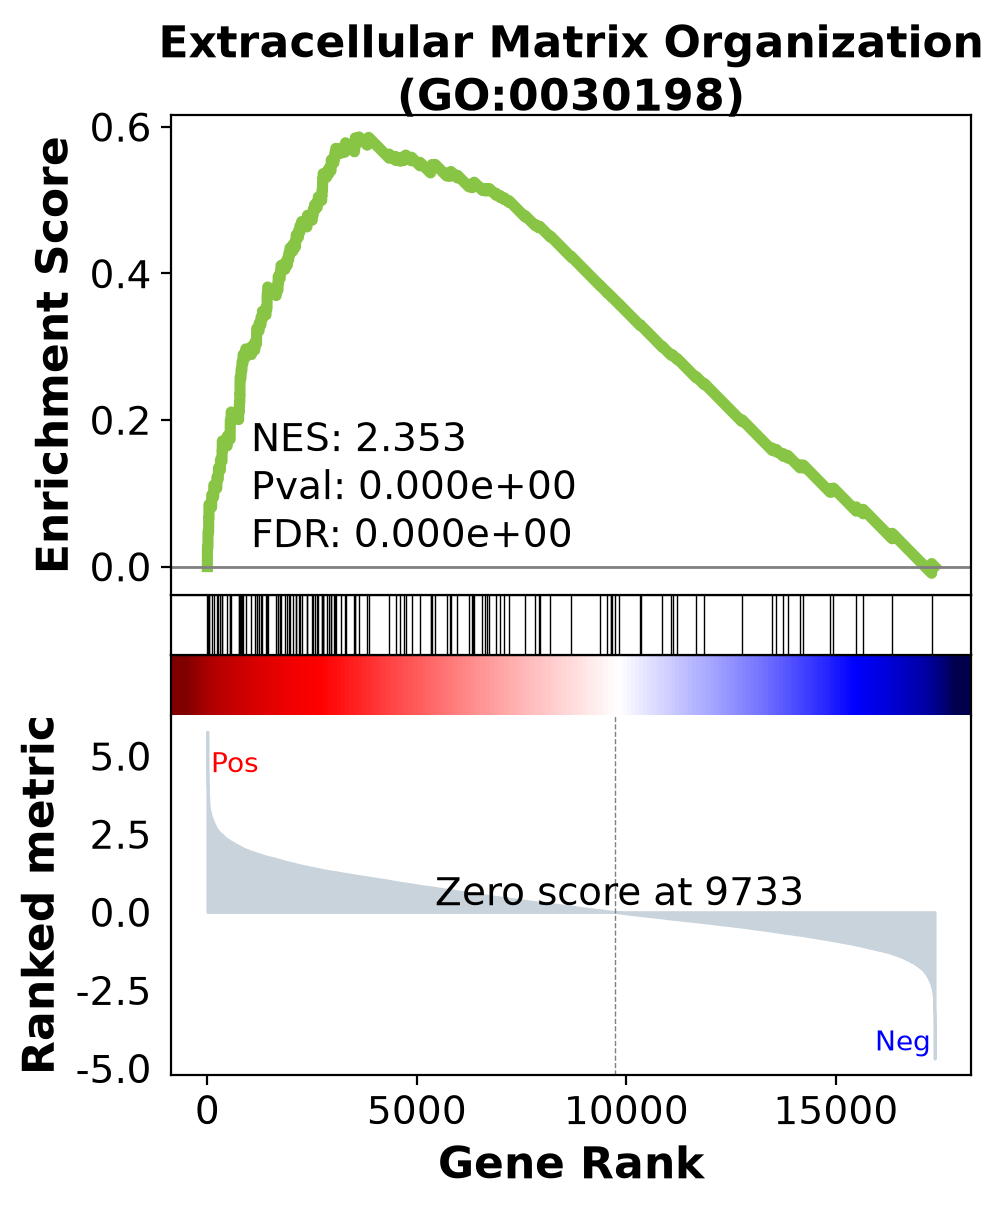 Extracellular Matrix Organization
(GO:0030198)
Enrichment Score
0.6
0.4
0.2
0.0
NES: 2.353
Pval: 0.000e+00
FDR: 0.000e+00
Ranked metric
5.0
2.5
0.0
-2.5
-5.0
Pos
Zero score at 9733
Neg
0 5000 10000 15000
Gene Rank